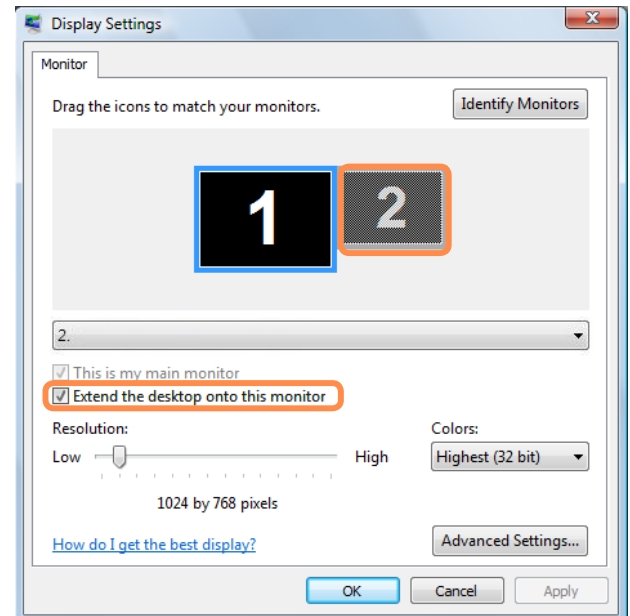 Display Settings
Monitor
Drag the icons to match your monitors.
Identify Monitors
1
2
2.
This is my main monitor
Extend the desktop onto this monitor
Resolution:
Colors:
Low
High
Highest (32 bit)
1024 by 768 pixels
How do I get the best display?
Advanced Settings...
OK
Cancel
Apply